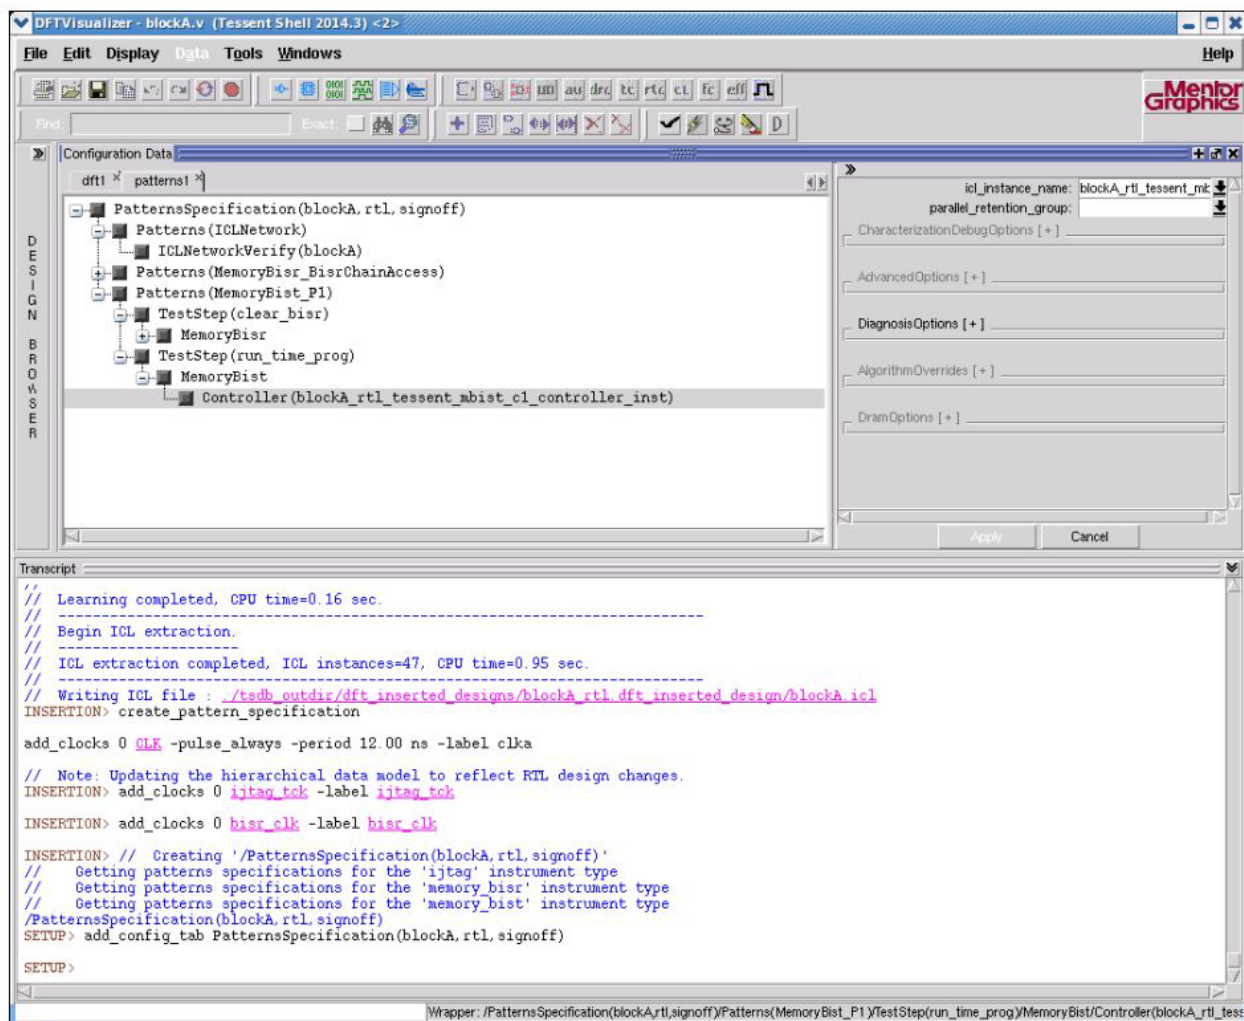 DFTVisualizer - blockA.v (Tessent Shell 2014.3) <2>
File Edit Display Data Tools Windows Help
au drc tc rtc ct fc eff
Mentor Graphics
Find: Exact: D
Configuration Data
dft1 patterns1
DESIGN BROWSER
PatternsSpecification(blockA,rtl,signoff)
Patterns(ICLNetwork)
ICLNetworkVerify(blockA)
Patterns(MemoryBisr_BisrChainAccess)
Patterns(MemoryBist_P1)
TestStep(clear_bisr)
MemoryBisr
TestStep(run_time_prog)
MemoryBist
Controller(blockA_rtl_tessent_mbist_c1_controller_inst)
icl_instance_name: blockA_rtl_tessent_mb
parallel_retention_group:
CharacterizationDebugOptions [+]
AdvancedOptions [+]
DiagnosisOptions [+]
AlgorithmOverrides [+]
DramOptions [+]
Apply Cancel
Transcript
//
// Learning completed, CPU time=0.16 sec.
// ---------------------------------------------------------------------------
// Begin ICL extraction.
// ---------------------
// ICL extraction completed, ICL instances=47, CPU time=0.95 sec.
// ---------------------------------------------------------------------------
// Writing ICL file : ./tsdb_outdir/dft_inserted_designs/blockA_rtl.dft_inserted_design/blockA.icl
INSERTION> create_pattern_specification
add_clocks 0 CLK -pulse_always -period 12.00 ns -label clka
// Note: Updating the hierarchical data model to reflect RTL design changes.
INSERTION> add_clocks 0 ijtag_tck -label ijtag_tck
INSERTION> add_clocks 0 bisr_clk -label bisr_clk
INSERTION> // Creating '/PatternsSpecification(blockA,rtl,signoff)'
// Getting patterns specifications for the 'ijtag' instrument type
// Getting patterns specifications for the 'memory_bisr' instrument type
// Getting patterns specifications for the 'memory_bist' instrument type
/PatternsSpecification(blockA,rtl,signoff)
SETUP> add_config_tab PatternsSpecification(blockA,rtl,signoff)
SETUP>
Wrapper: /PatternsSpecification(blockA,rtl,signoff)/Patterns(MemoryBist_P1)/TestStep(run_time_prog)/MemoryBist/Controller(blockA_rtl_tess